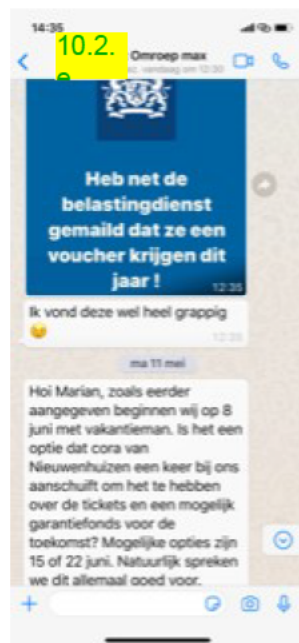 14:35
10.2.
e
Omroep max
vandaag om 12:30
Heb net de
belastingdienst
gemaild dat ze een
voucher krijgen dit
jaar !
12:35
Ik vond deze wel heel grappig
😉
12:35
ma 11 mei
Hoi Marian, zoals eerder
aangegeven beginnen wij op 8
juni met vakantieman. Is het een
optie dat cora van
Nieuwenhuizen een keer bij ons
aanschuift om het te hebben
over de tickets en een mogelijk
garantiefonds voor de
toekomst? Mogelijke opties zijn
15 of 22 juni. Natuurlijk spreken
we dit allemaal goed voor.